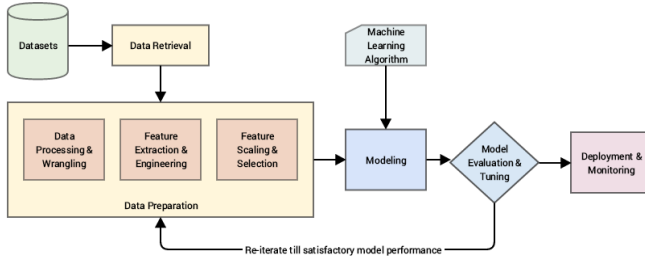 Datasets
Data Retrieval
Machine
Learning
Algorithm
Data
Processing &
Wrangling
Feature
Extraction &
Engineering
Feature
Scaling &
Selection
Data Preparation
Modeling
Model
Evaluation &
Tuning
Deployment &
Monitoring
Re-iterate till satisfactory model performance